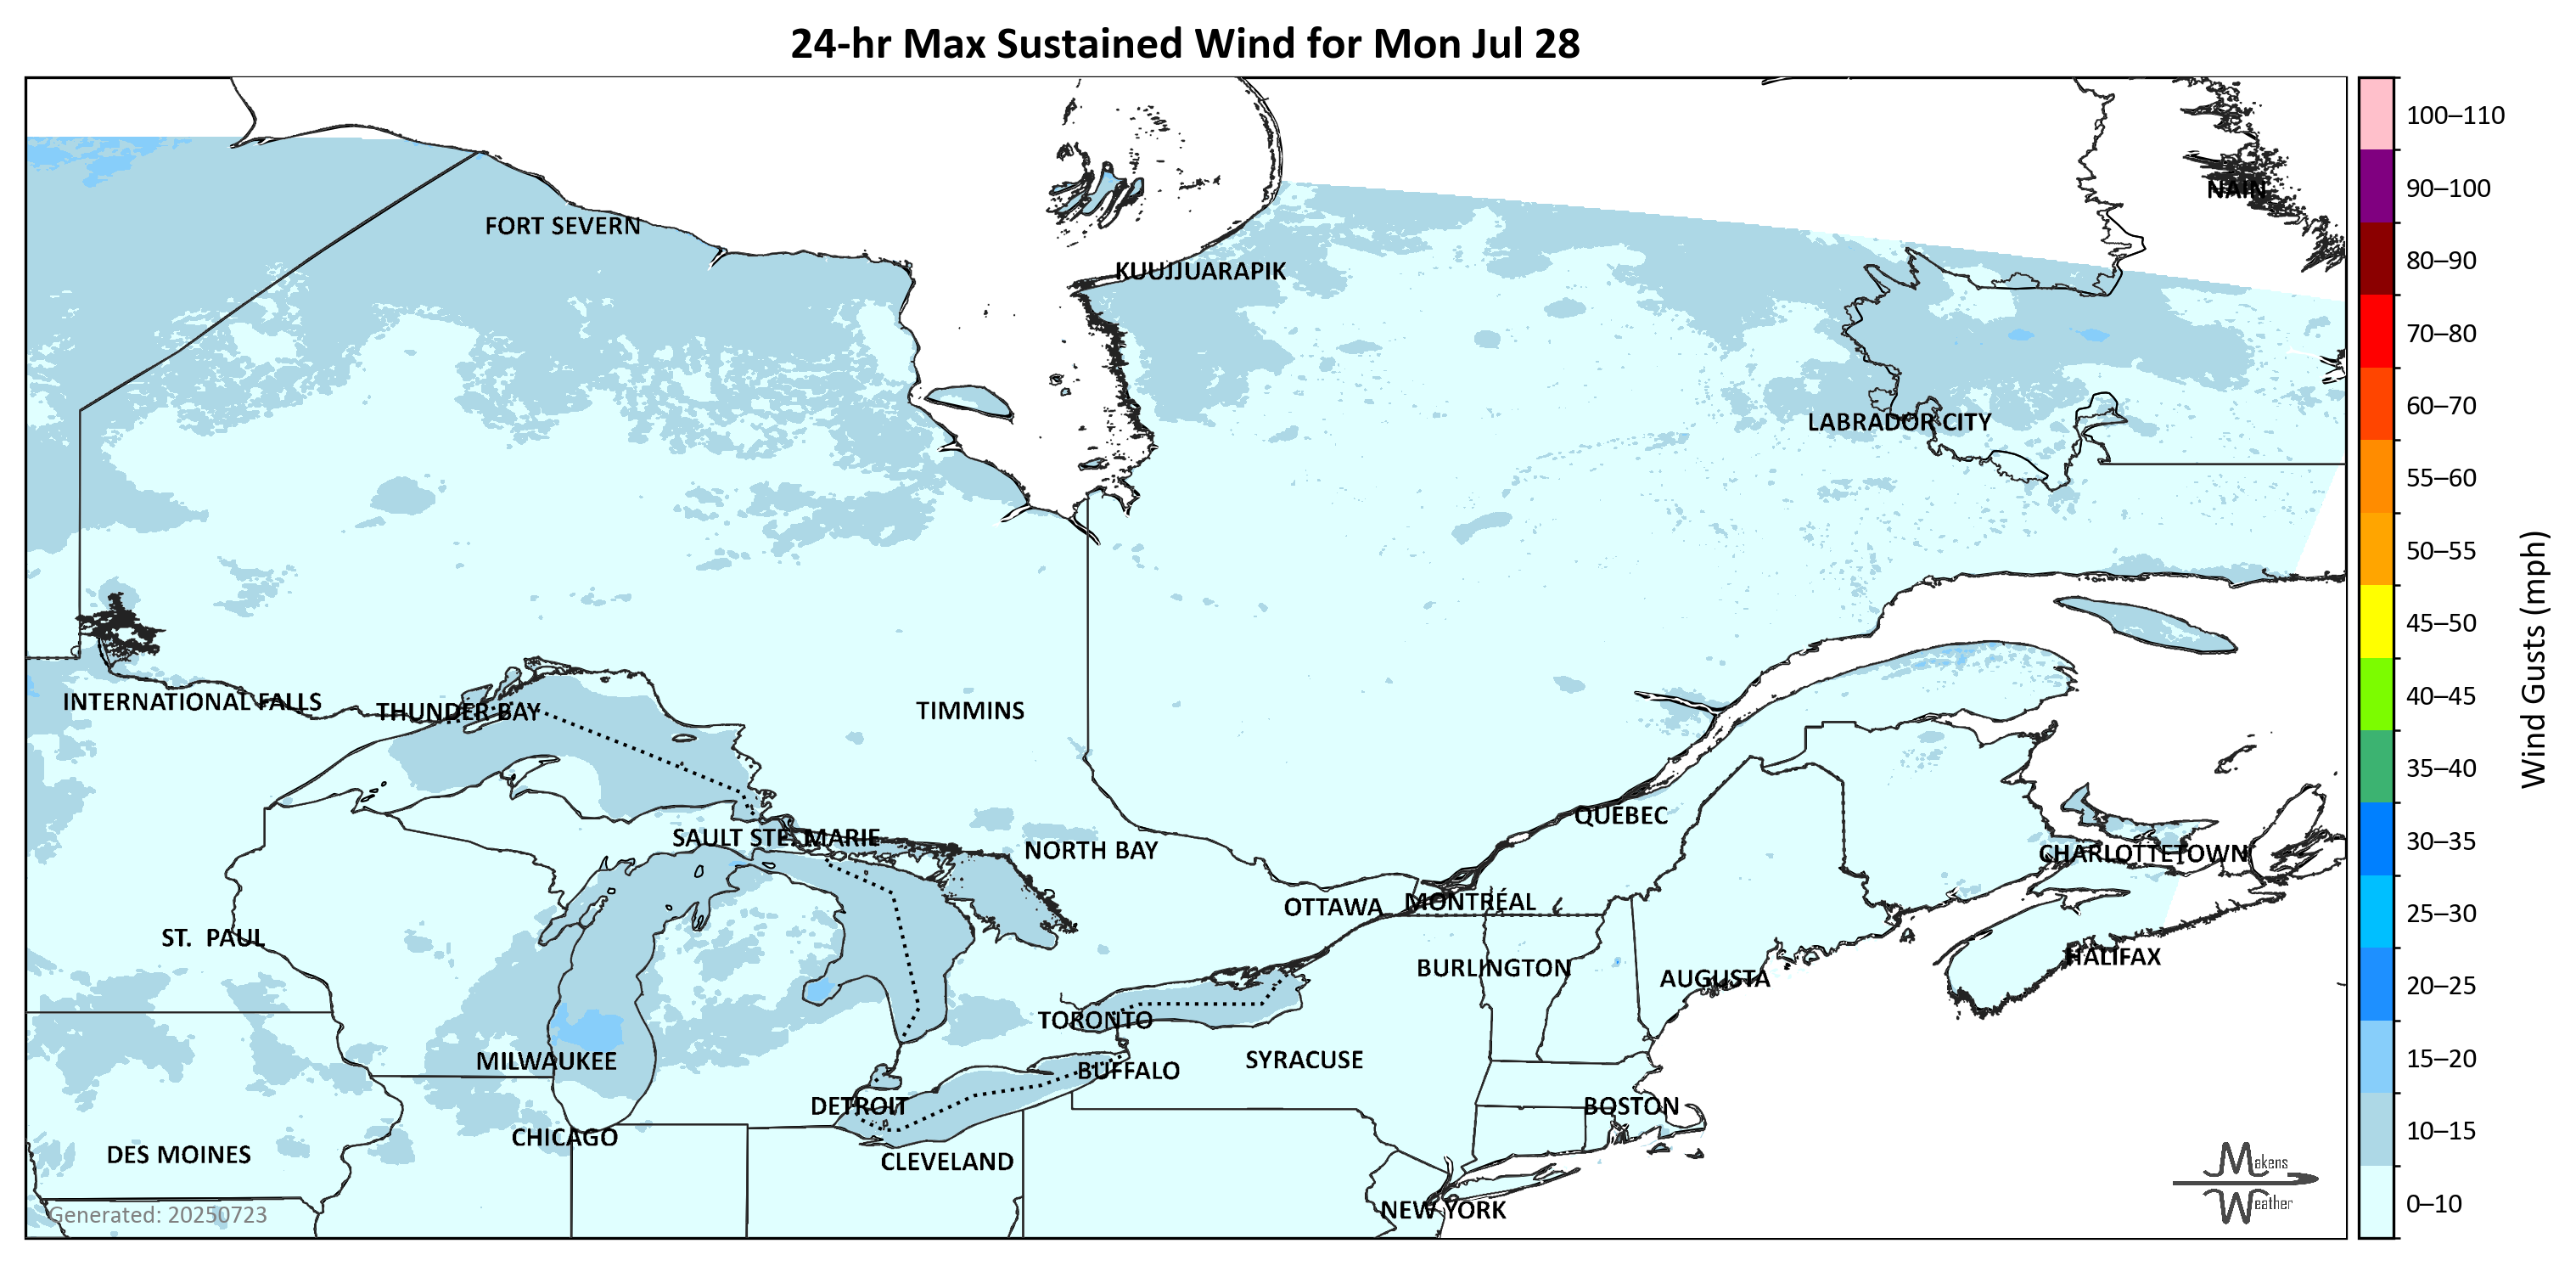 24-hr Max Sustained Wind for Mon Jul 28
100–110
90–100
80–90
70–80
60–70
55–60
50–55
45–50
40–45
35–40
30–35
25–30
20–25
15–20
10–15
0–10
Wind Gusts (mph)
NAIN
FORT SEVERN
KUUJJUARAPIK
LABRADOR CITY
INTERNATIONAL FALLS
THUNDER BAY
TIMMINS
QUÉBEC
SAULT STE. MARIE
NORTH BAY
CHARLOTTETOWN
OTTAWA
MONTRÉAL
ST.  PAUL
HALIFAX
BURLINGTON
AUGUSTA
TORONTO
MILWAUKEE
SYRACUSE
BUFFALO
DETROIT
BOSTON
CHICAGO
DES MOINES
CLEVELAND
NEW YORK
Generated: 20250723
Makens
Weather